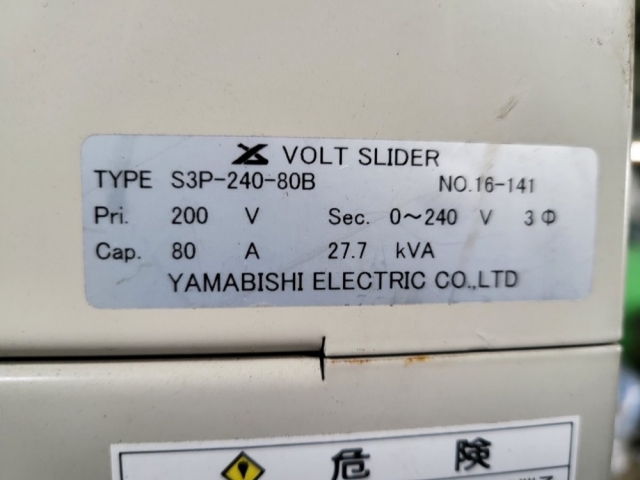 VOLT SLIDER
TYPE S3P-240-80B NO.16-141
Pri. 200 V Sec. 0～240 V 3Φ
Cap. 80 A 27.7 kVA
YAMABISHI ELECTRIC CO.,LTD
危 険